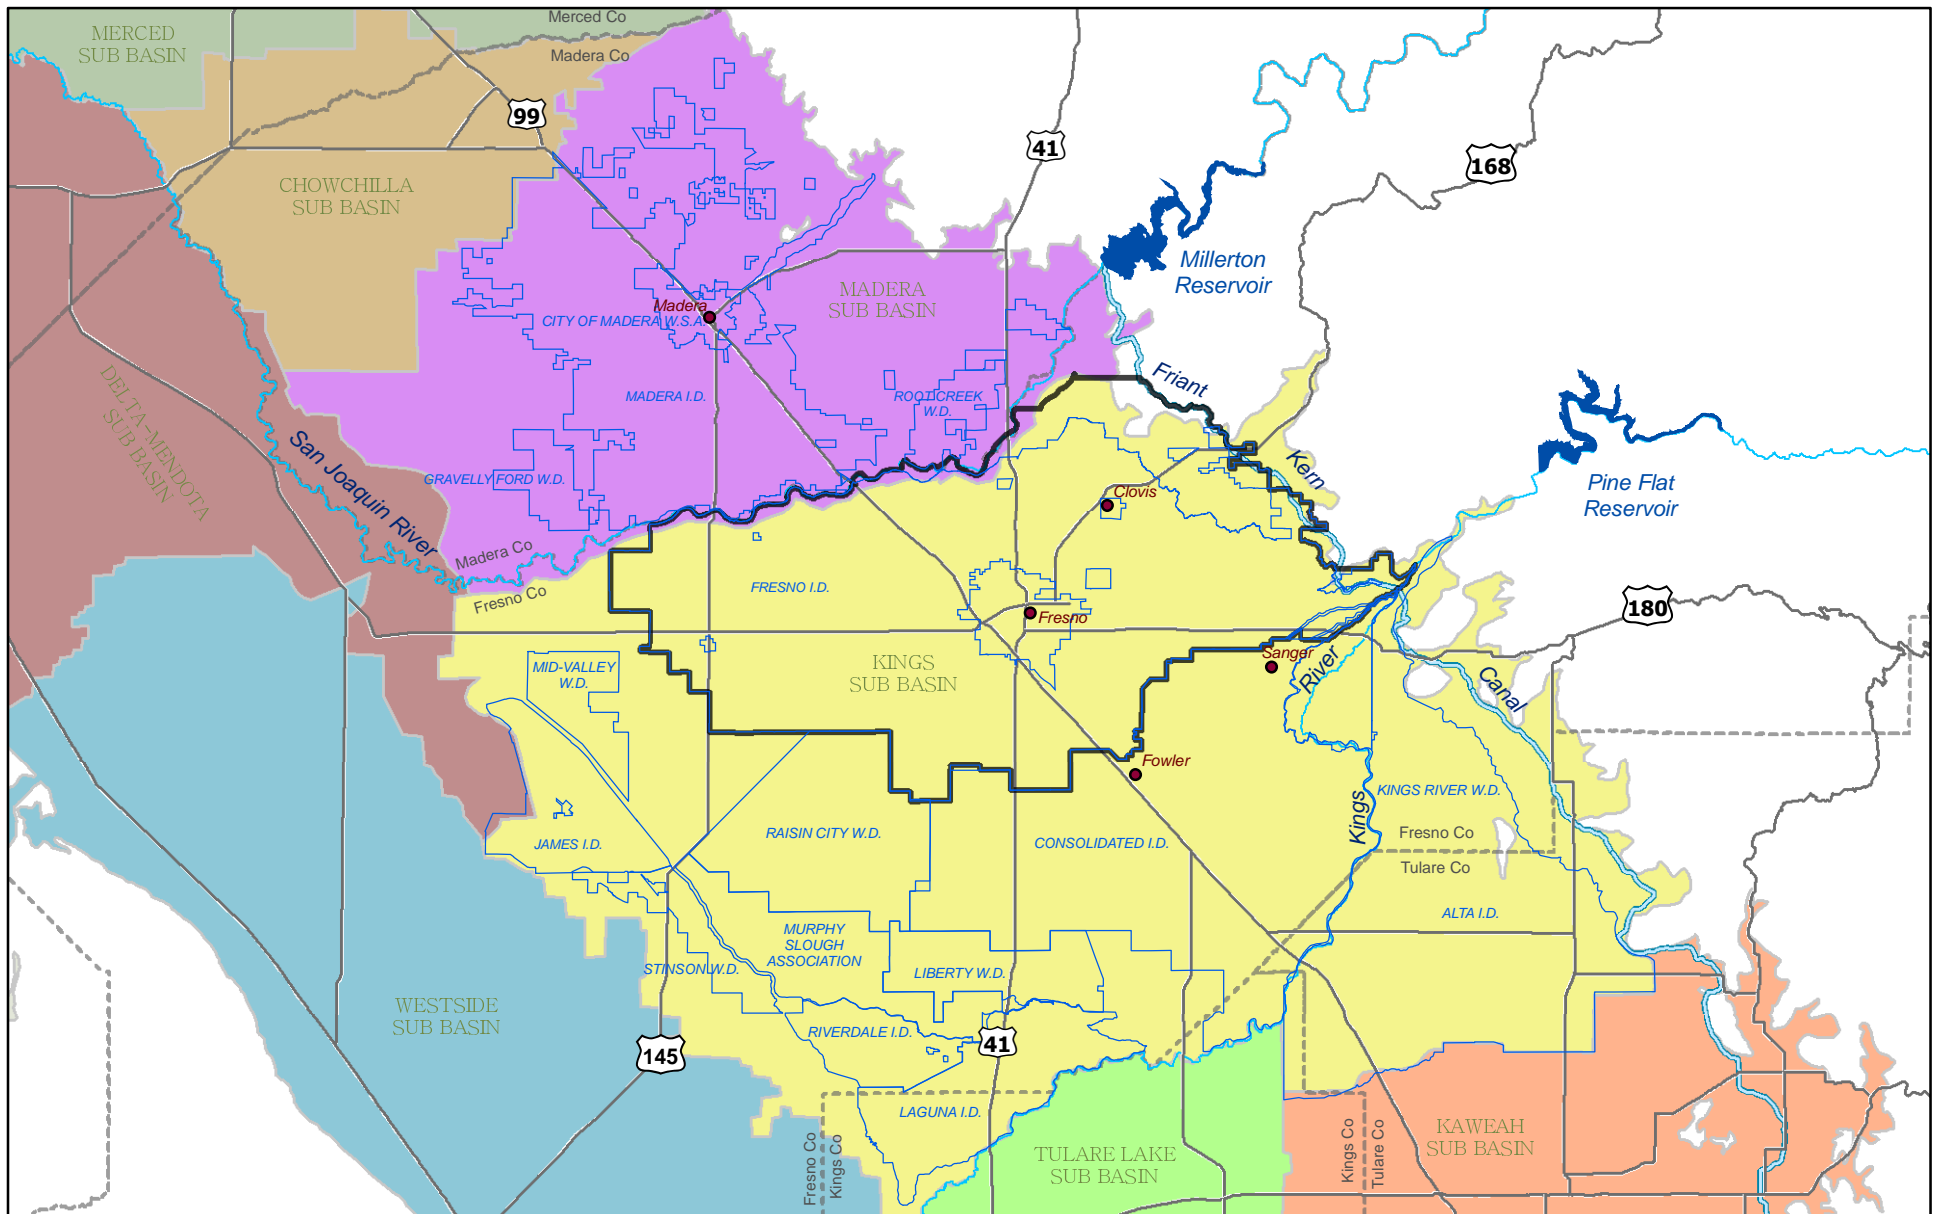 Merced Co
MERCED
SUB BASIN
Madera Co
99
41
168
CHOWCHILLA
SUB BASIN
Millerton
Reservoir
MADERA
SUB BASIN
Madera
CITY OF MADERA W.S.A.
DELTA-MENDOTA
SUB BASIN
Friant
MADERA I.D.
ROOT CREEK
W.D.
San Joaquin River
Kern
GRAVELLY FORD W.D.
Clovis
Pine Flat
Reservoir
Madera Co
Fresno Co
FRESNO I.D.
Fresno
180
MID-VALLEY
W.D.
KINGS
SUB BASIN
Sanger
River
Canal
Fowler
KINGS RIVER W.D.
Kings
JAMES I.D.
RAISIN CITY W.D.
CONSOLIDATED I.D.
Fresno Co
Tulare Co
ALTA I.D.
MURPHY
SLOUGH
ASSOCIATION
STINSON W.D.
LIBERTY W.D.
WESTSIDE
SUB BASIN
RIVERDALE I.D.
41
145
LAGUNA I.D.
TULARE LAKE
SUB BASIN
KAWEAH
SUB BASIN
Fresno Co
Kings Co
Kings Co
Tulare Co